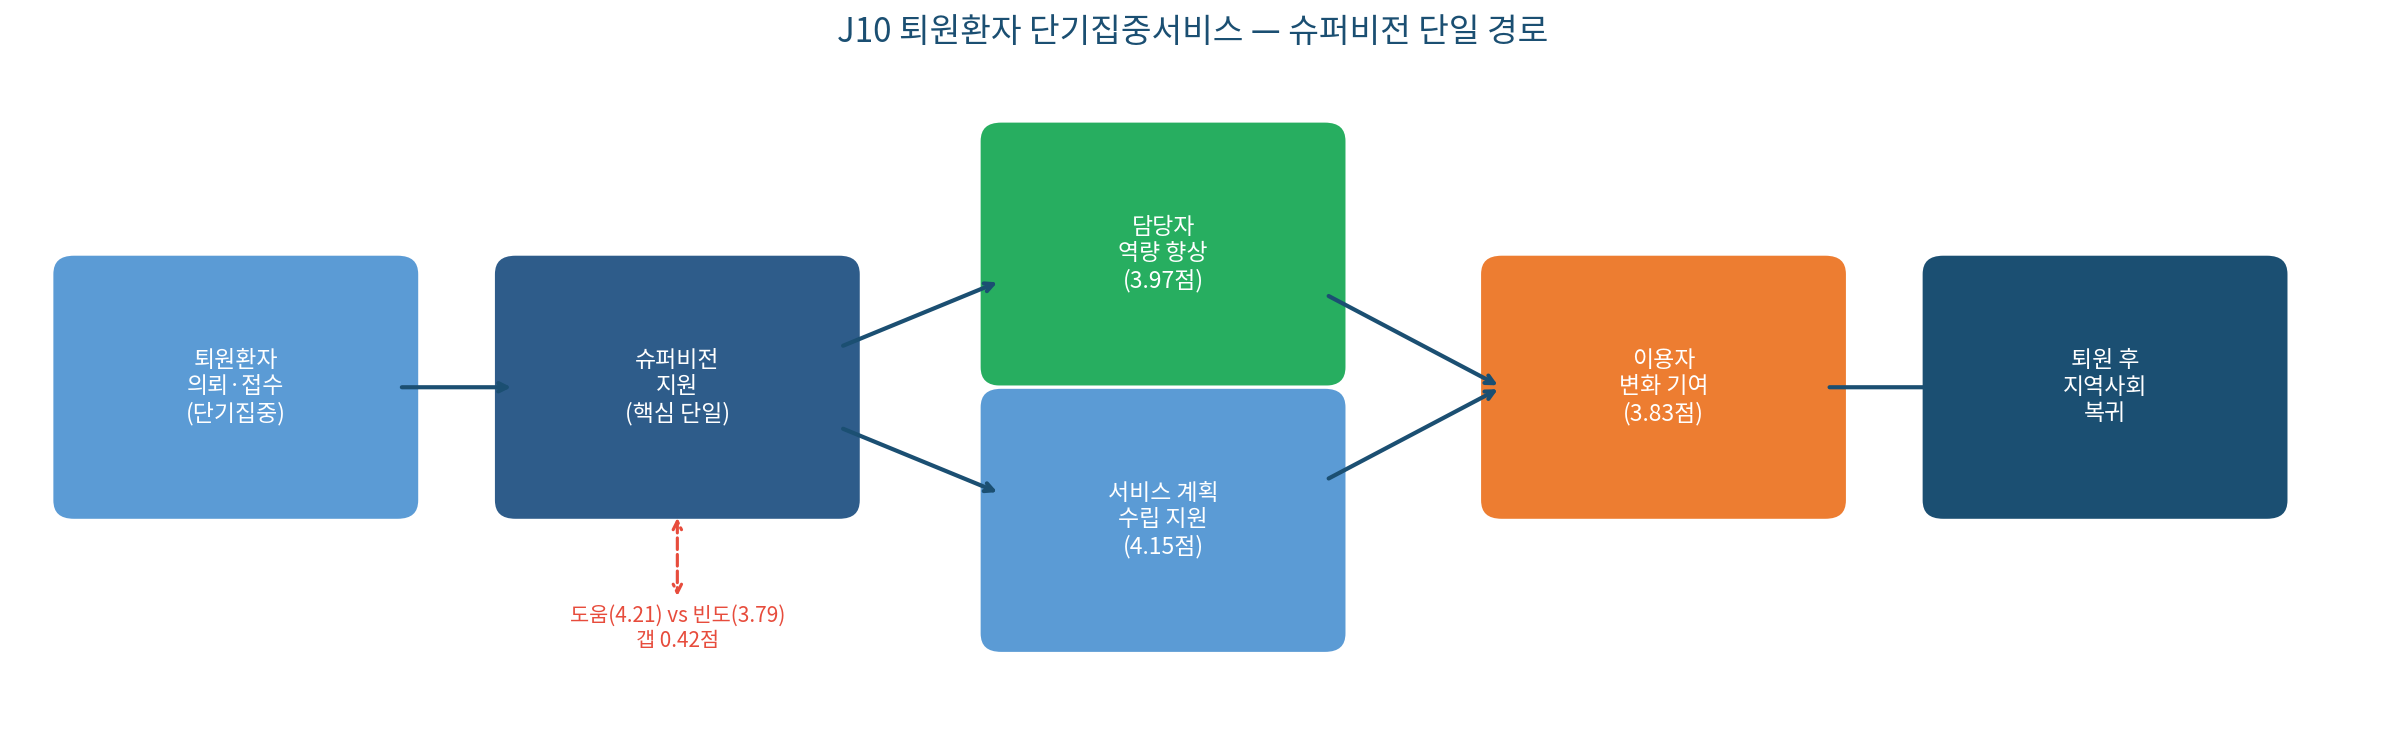 J10 퇴원환자 단기집중서비스 — 슈퍼비전 단일 경로
퇴원환자
의뢰·접수
(단기집중)
슈퍼비전
지원
(핵심 단일)
도움(4.21) vs 빈도(3.79)
갭 0.42점
담당자
역량 향상
(3.97점)
서비스 계획
수립 지원
(4.15점)
이용자
변화 기여
(3.83점)
퇴원 후
지역사회
복귀